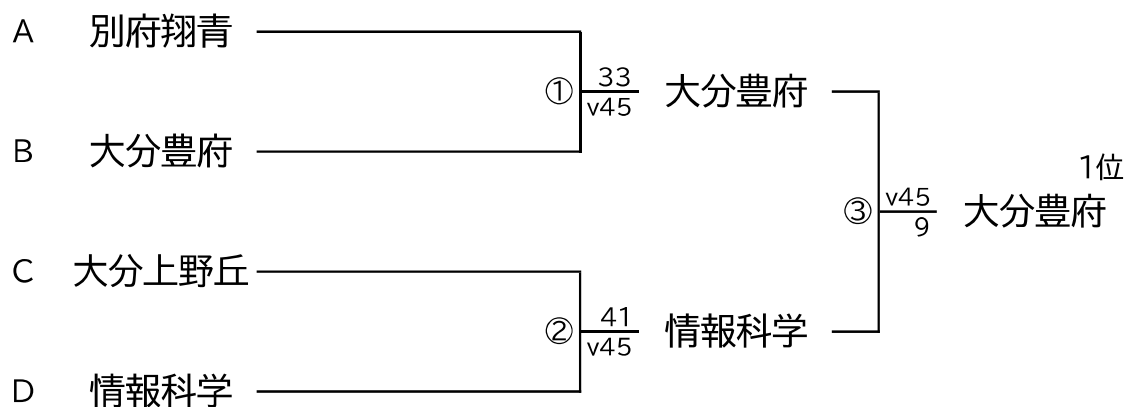 A 別府翔青
① 33 大分豊府
v45
B 大分豊府
1位
③ v45 大分豊府
9
C 大分上野丘
② 41 情報科学
v45
D 情報科学